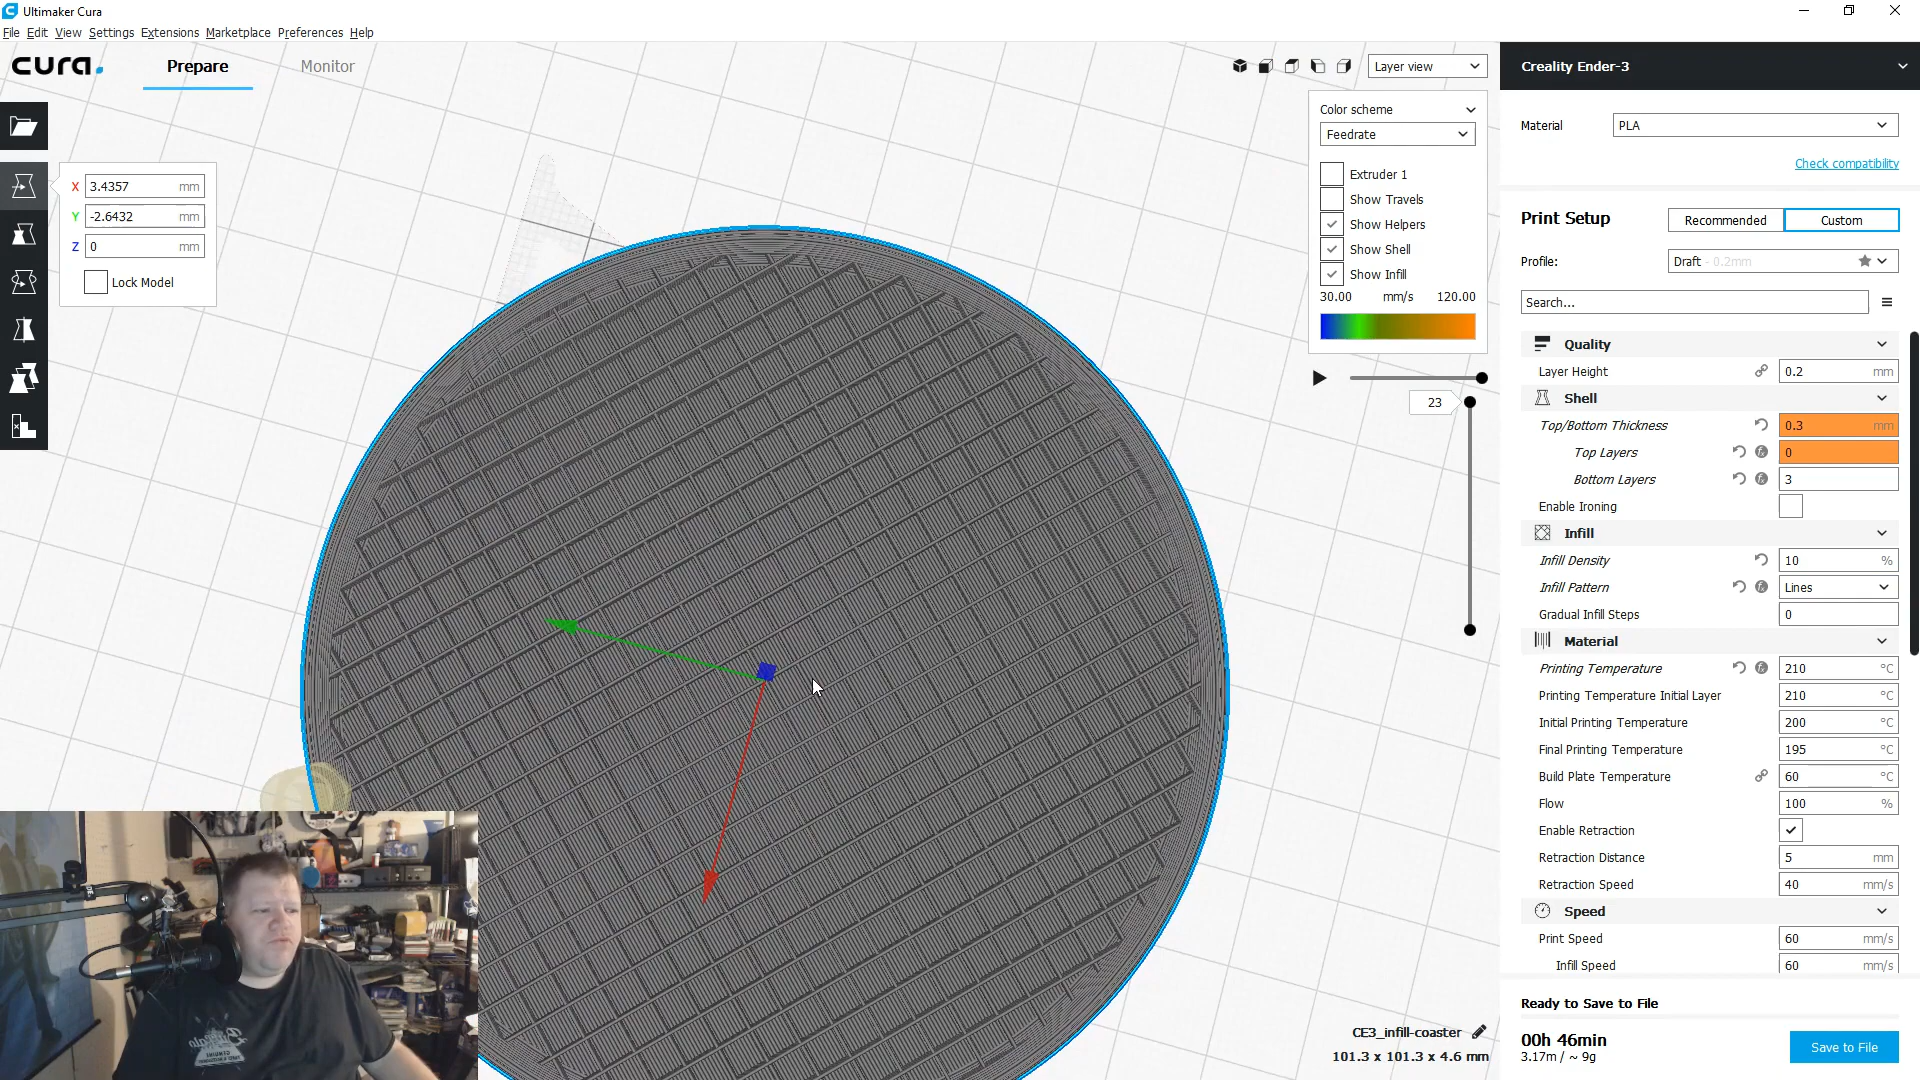 Ultimaker Cura
File Edit View Settings Extensions Marketplace Preferences Help
cura.
Prepare
Monitor
Layer view
Creality Ender-3
Color scheme
Feedrate
Extruder 1
Show Travels
Show Helpers
Show Shell
Show Infill
30.00 mm/s 120.00
23
X 3.4357 mm
Y -2.6432 mm
Z 0 mm
Lock Model
Material PLA
Check compatibility
Print Setup Recommended Custom
Profile: Draft - 0.2mm
Search...
Quality
Layer Height 0.2 mm
Shell
Top/Bottom Thickness 0.3 mm
Top Layers 0
Bottom Layers 3
Enable Ironing
Infill
Infill Density 10 %
Infill Pattern Lines
Gradual Infill Steps 0
Material
Printing Temperature 210 °C
Printing Temperature Initial Layer 210 °C
Initial Printing Temperature 200 °C
Final Printing Temperature 195 °C
Build Plate Temperature 60 °C
Flow 100 %
Enable Retraction
Retraction Distance 5 mm
Retraction Speed 40 mm/s
Speed
Print Speed 60 mm/s
Infill Speed 60 mm/s
Ready to Save to File
00h 46min
3.17m / ~ 9g
Save to File
CE3_infill-coaster
101.3 x 101.3 x 4.6 mm